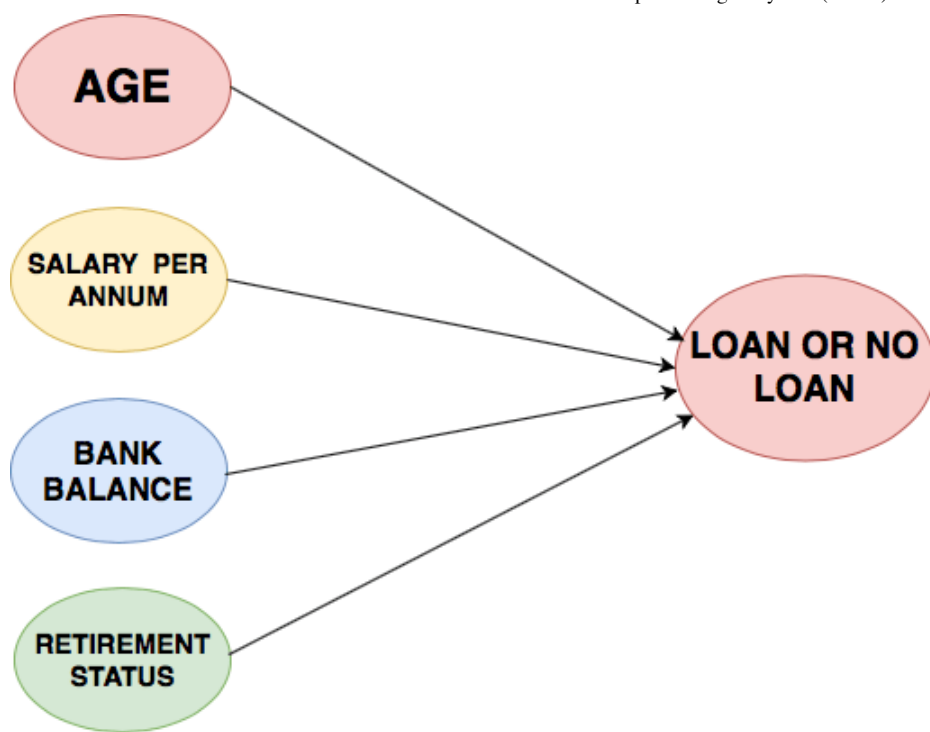 AGE
SALARY PER
ANNUM
BANK
BALANCE
RETIREMENT
STATUS
LOAN OR NO
LOAN